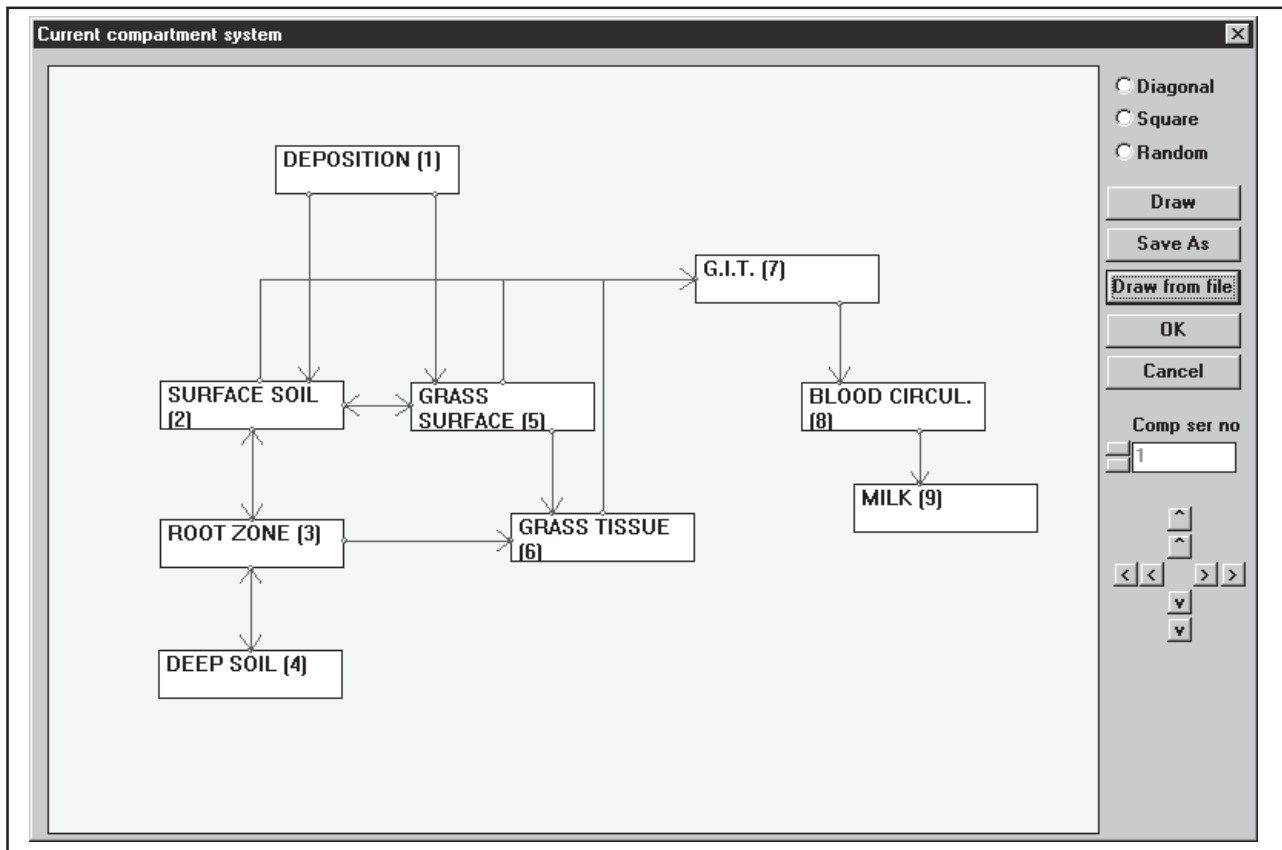 Current compartment system
Diagonal
Square
Random
DEPOSITION (1)
Draw
Save As
Draw from file
OK
Cancel
G.I.T. (7)
SURFACE SOIL
(2)
GRASS
SURFACE (5)
BLOOD CIRCUL.
(8)
Comp ser no
1
MILK (9)
ROOT ZONE (3)
GRASS TISSUE
(6)
DEEP SOIL (4)